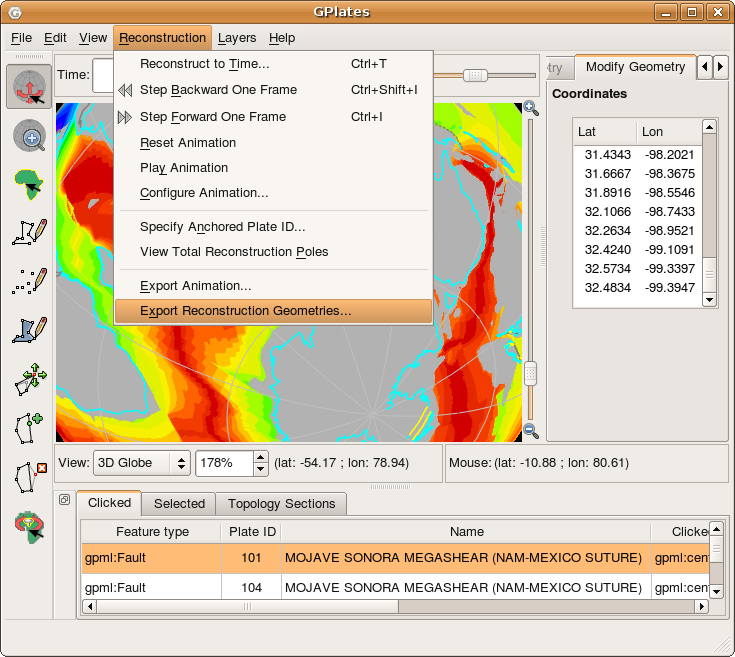 GPlates
File Edit View Reconstruction Layers Help
Time:
Reconstruct to Time... Ctrl+T
Step Backward One Frame Ctrl+Shift+I
Step Forward One Frame Ctrl+I
Reset Animation
Play Animation
Configure Animation...
Specify Anchored Plate ID...
View Total Reconstruction Poles
Export Animation...
Export Reconstruction Geometries...
try Modify Geometry
Coordinates
Lat Lon
31.4343 -98.2021
31.6667 -98.3675
31.8916 -98.5546
32.1066 -98.7433
32.2634 -98.9521
32.4240 -99.1091
32.5734 -99.3397
32.4834 -99.3947
View: 3D Globe 178% (lat: -54.17 ; lon: 78.94) Mouse: (lat: -10.88 ; lon: 80.61)
Clicked Selected Topology Sections
Feature type Plate ID Name Clicke
gpml:Fault 101 MOJAVE SONORA MEGASHEAR (NAM-MEXICO SUTURE) gpml:cen
gpml:Fault 104 MOJAVE SONORA MEGASHEAR (NAM-MEXICO SUTURE) gpml:cen